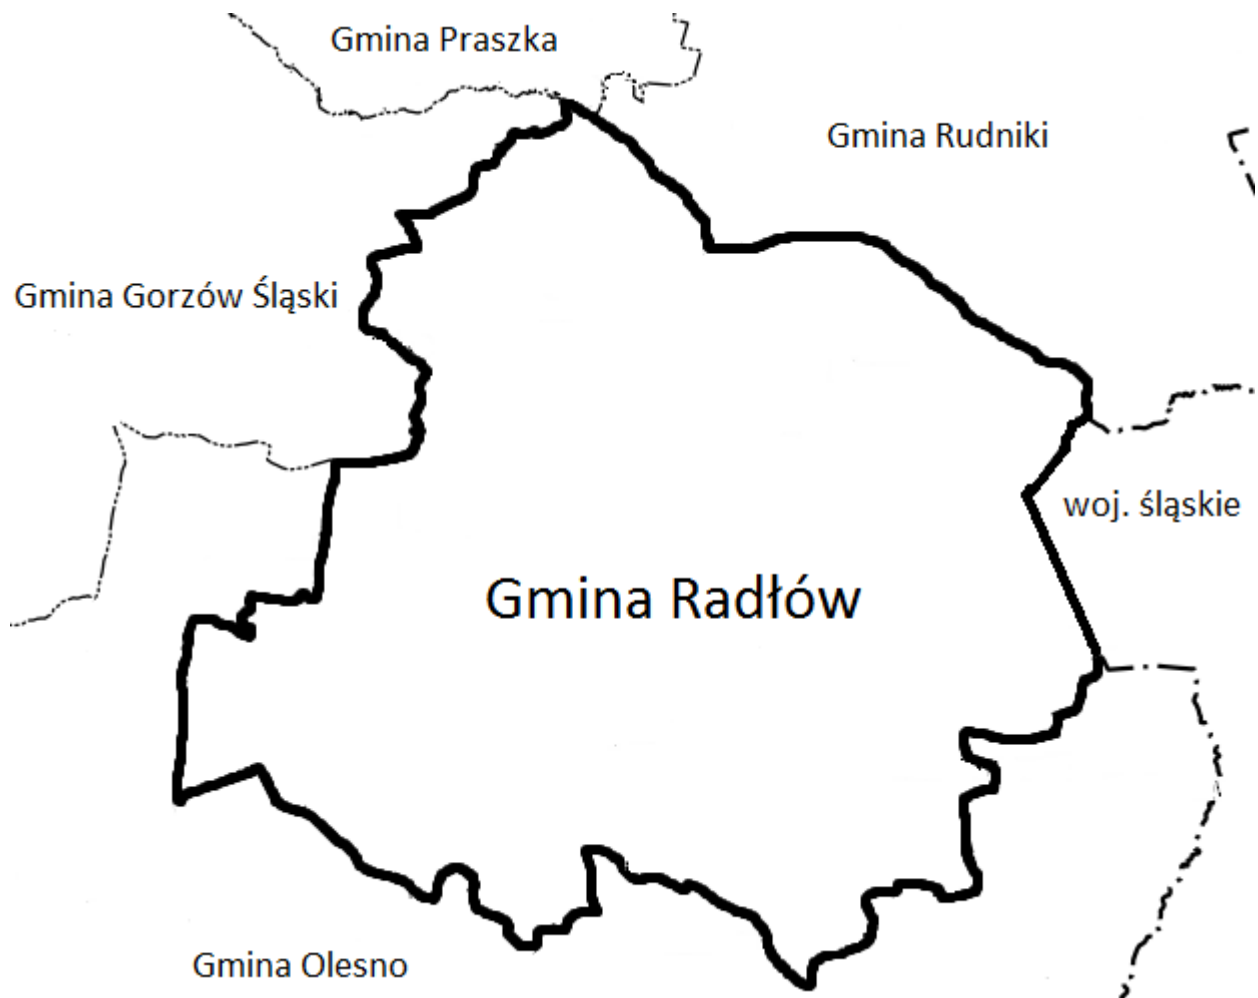 Gmina Praszka
Gmina Rudniki
Gmina Gorzów Śląski
woj. śląskie
Gmina Radłów
Gmina Olesno